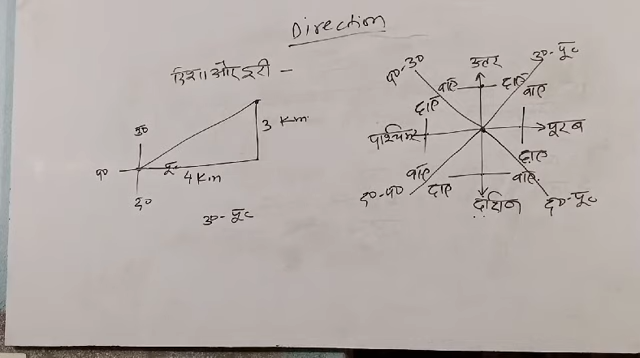 Direction
दिशा और दूरी -
3 Km
उ०
प० पू०
4 Km
द०
उ०-पू०
प०-उ० उत्तर उ०-पू०
बाएं दाएं
दाएं बाएं
पश्चिम पूरब
बाएं दाएं
दाएं बाएं
द०-प० दक्षिण द०-पू०